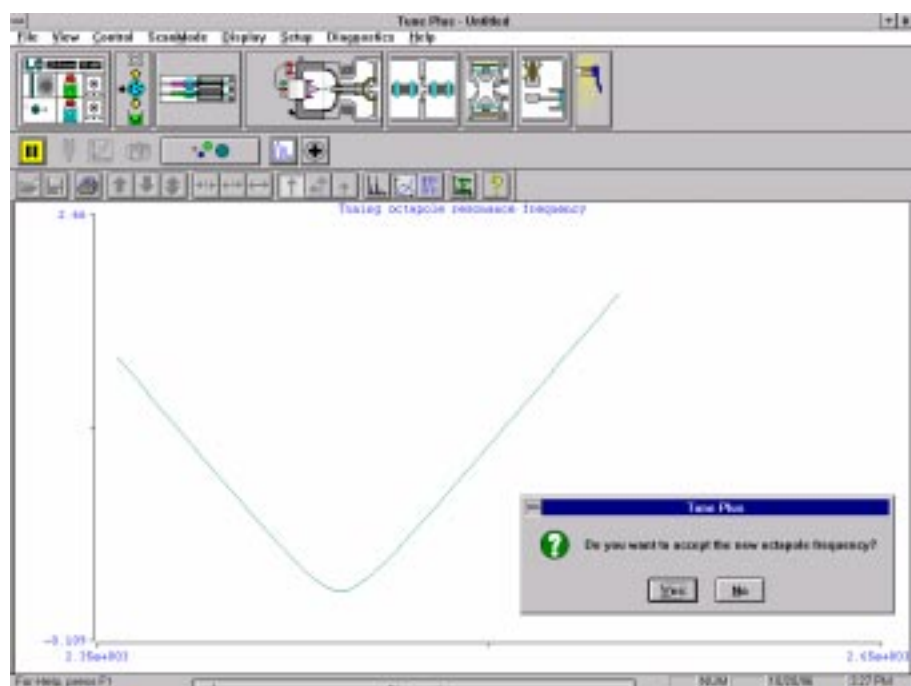 Tune Plus - Untitled
File View Control ScanMode Display Setup Diagnostics Help
Tuning octapole resonance frequency
2.46
-0.109
2.35e+003
2.45e+003
Tune Plus
Do you want to accept the new octapole frequency?
Yes No
For Help, press F1
NUM 3:27 PM